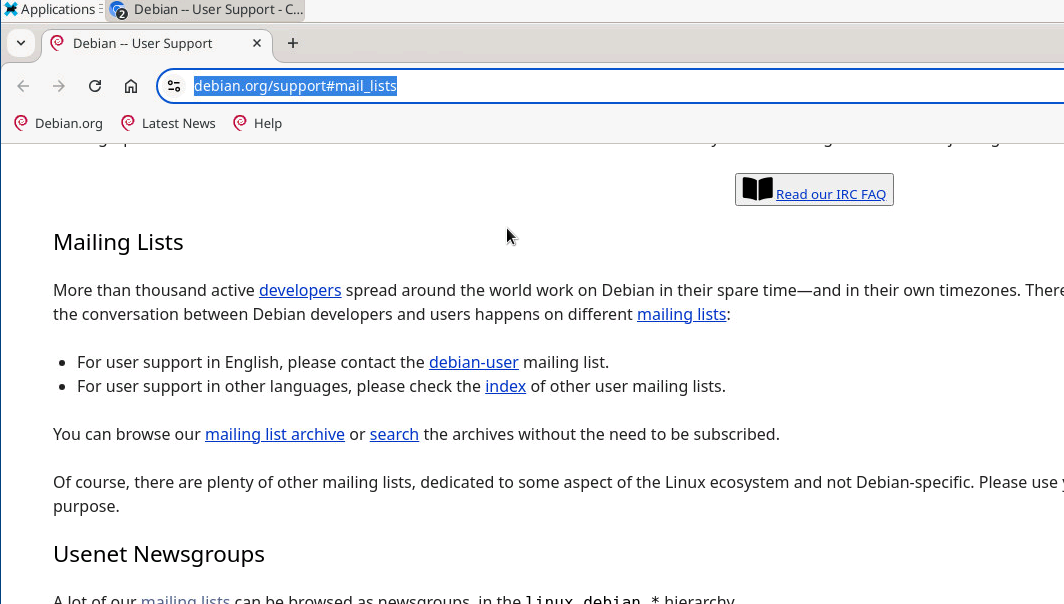 Applications
2 Debian -- User Support - C...
Debian -- User Support
debian.org/support#mail_lists
Debian.org Latest News Help
Read our IRC FAQ
Mailing Lists
More than thousand active developers spread around the world work on Debian in their spare time—and in their own timezones. There
the conversation between Debian developers and users happens on different mailing lists:
• For user support in English, please contact the debian-user mailing list.
• For user support in other languages, please check the index of other user mailing lists.
You can browse our mailing list archive or search the archives without the need to be subscribed.
Of course, there are plenty of other mailing lists, dedicated to some aspect of the Linux ecosystem and not Debian-specific. Please use
purpose.
Usenet Newsgroups
A lot of our mailing lists can be browsed as newsgroups, in the linux.debian.* hierarchy.